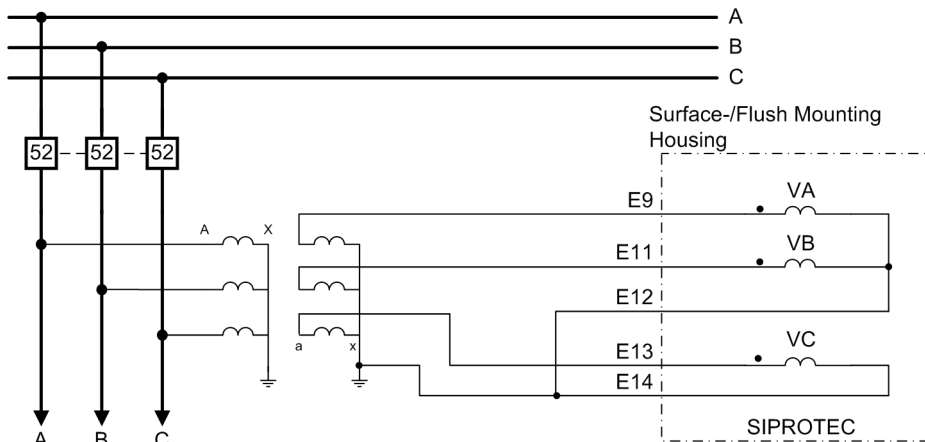 A
B
C
Surface-/Flush Mounting
Housing
52 52 52
E9 VA
A X
E11 VB
E12
E13 VC
a x
E14
SIPROTEC
A B C